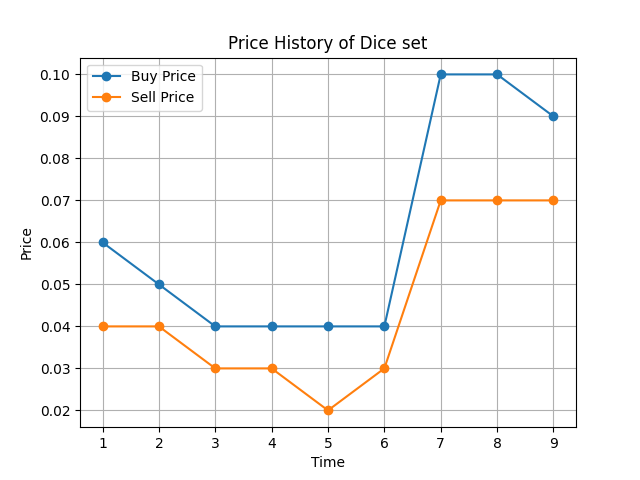 Price History of Dice set
Buy Price
Sell Price
0.10
0.09
0.08
0.07
0.06
0.05
0.04
0.03
0.02
Price
1 2 3 4 5 6 7 8 9
Time